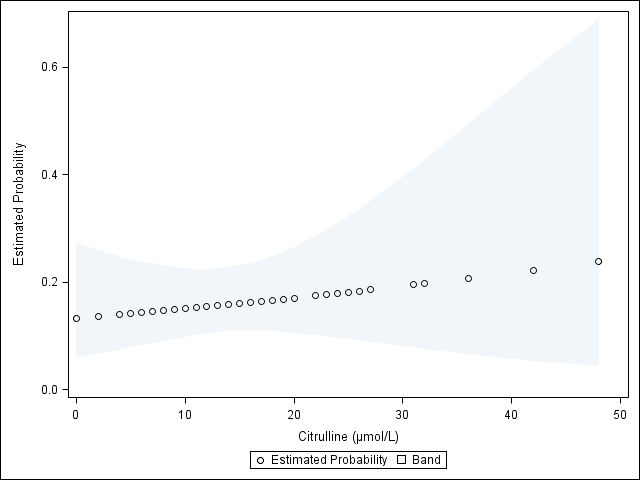 0.6
0.4
0.2
0.0
Estimated Probability
0 10 20 30 40 50
Citrulline (µmol/L)
Estimated Probability Band